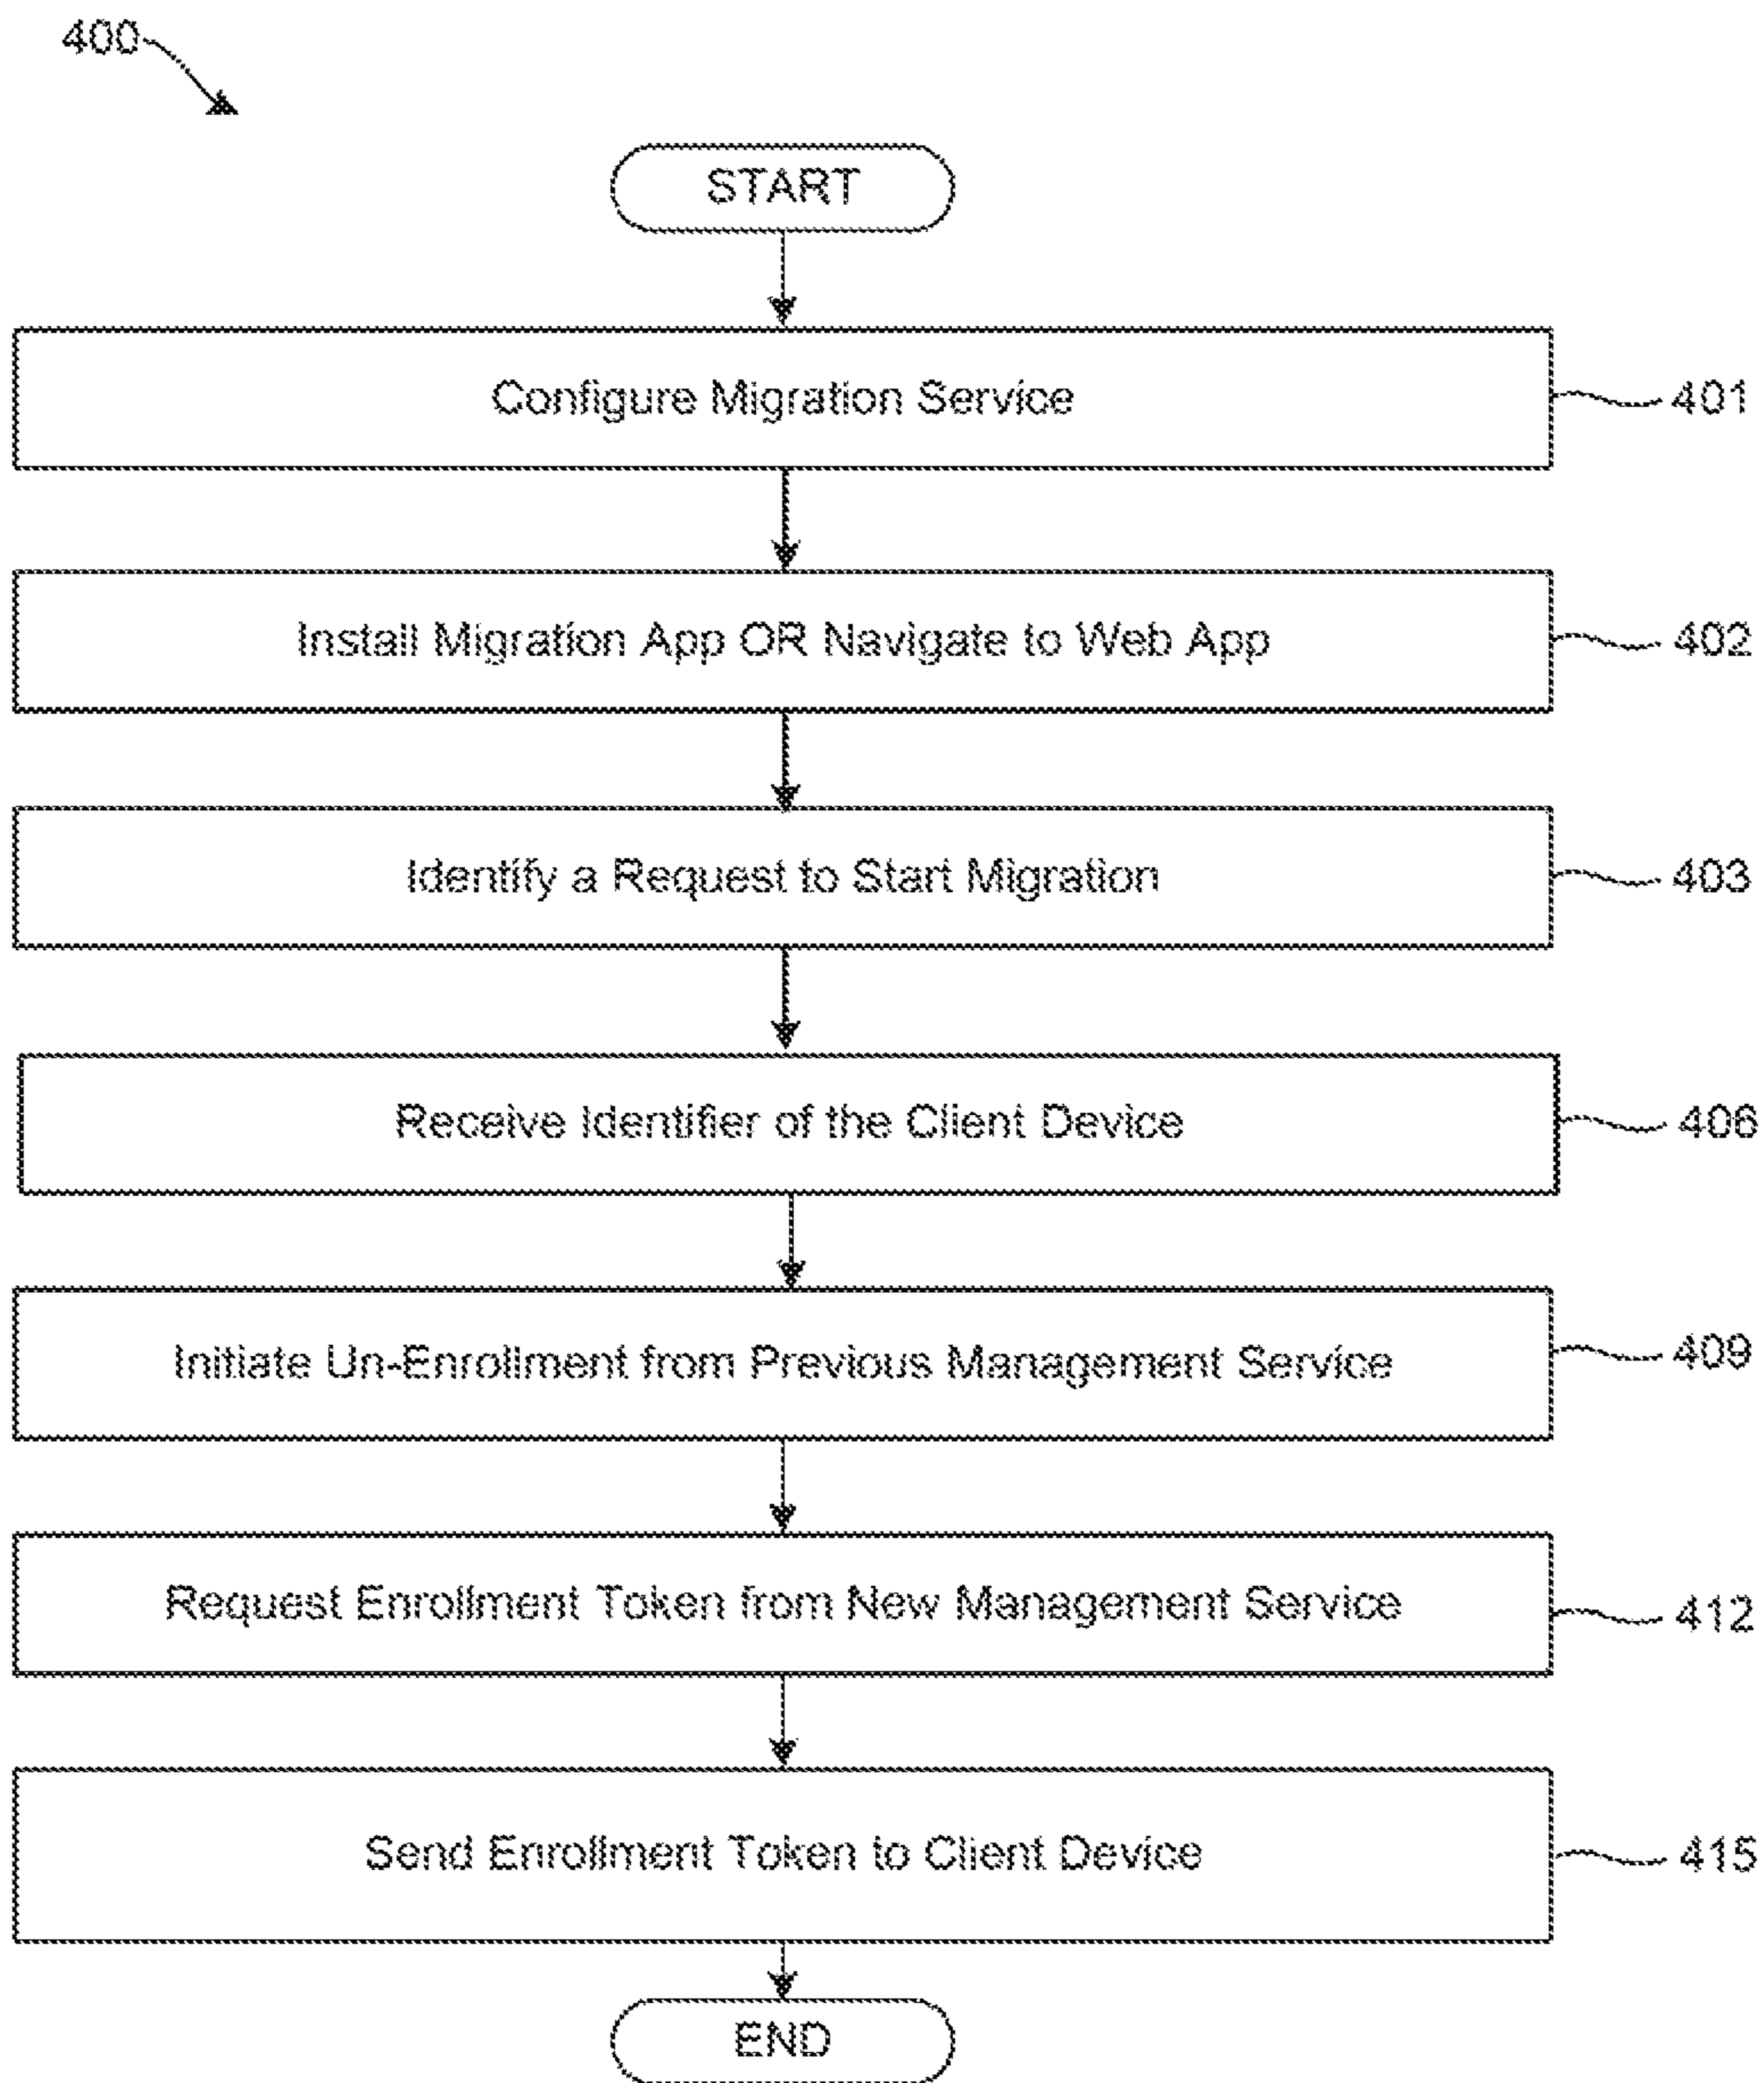 400
START
Configure Migration Service
401
Install Migration App OR Navigate to Web App
402
Identify a Request to Start Migration
403
Receive Identifier of the Client Device
406
Initiate Un-Enrollment from Previous Management Service
409
Request Enrollment Token from New Management Service
412
Send Enrollment Token to Client Device
415
END